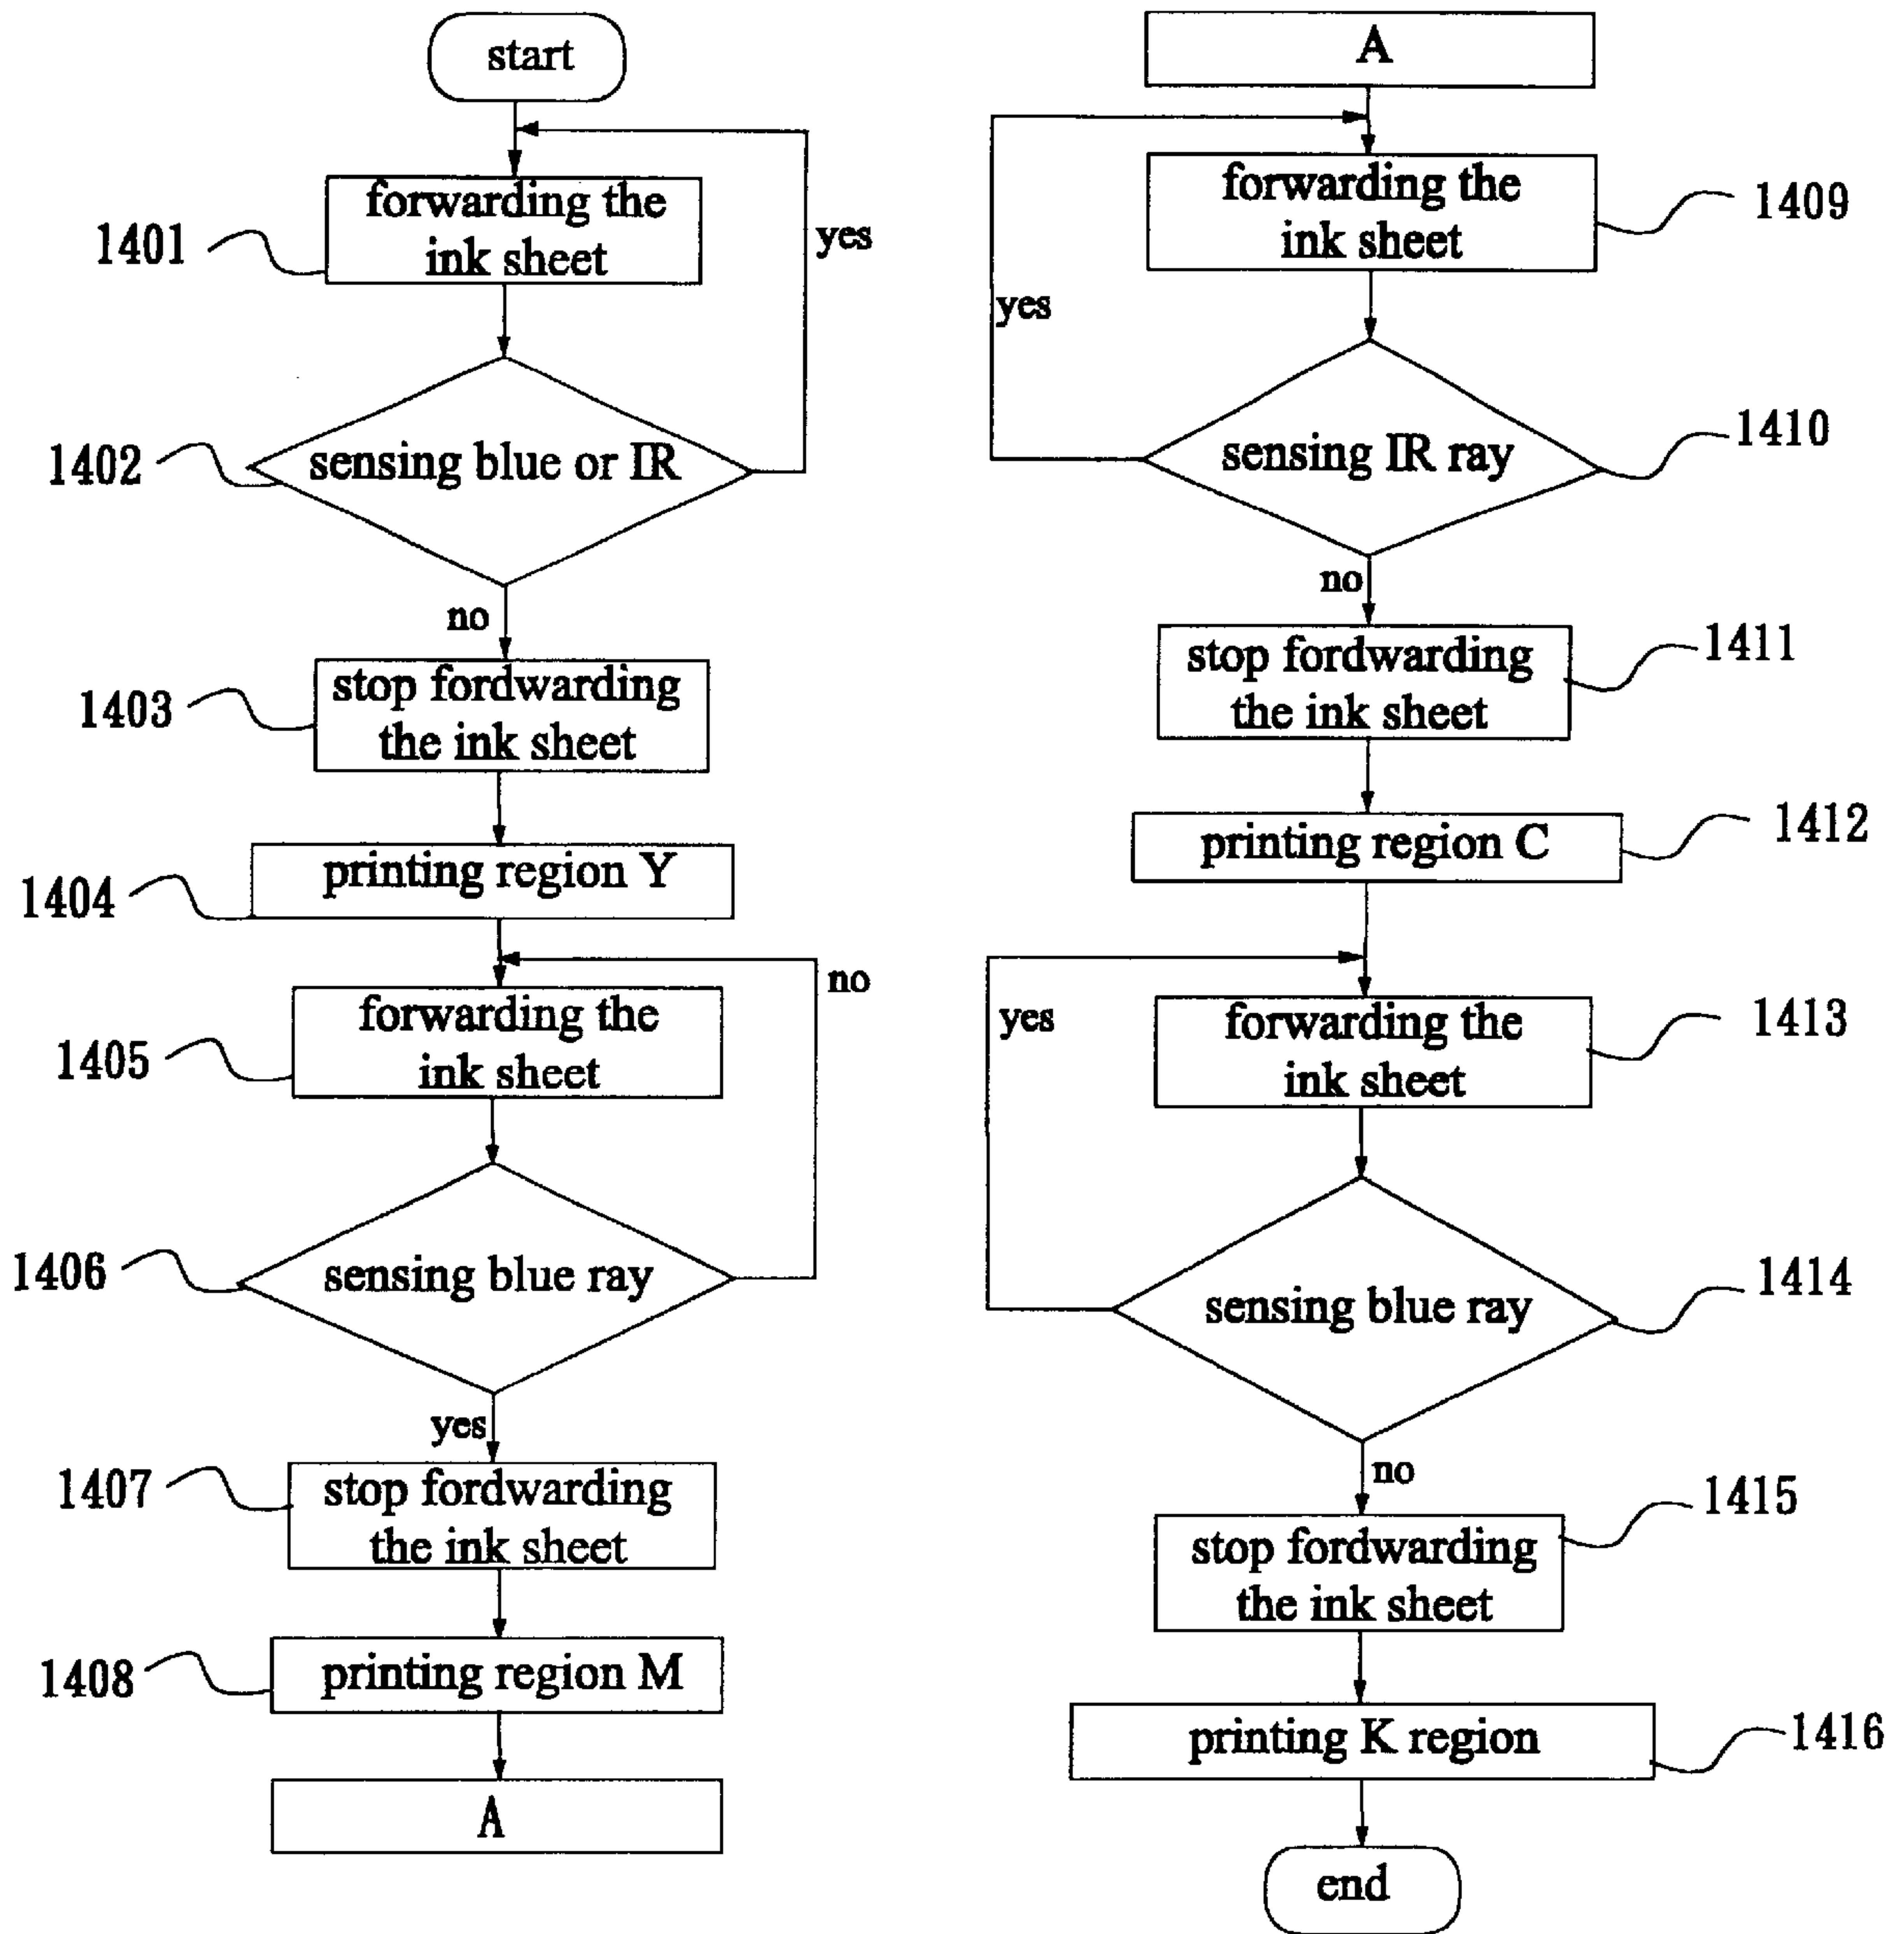 start
forwarding the
ink sheet
1401
yes
sensing blue or IR
1402
no
stop fordwarding
the ink sheet
1403
printing region Y
1404
forwarding the
ink sheet
1405
no
sensing blue ray
1406
yes
stop fordwarding
the ink sheet
1407
printing region M
1408
A
A
forwarding the
ink sheet
1409
yes
sensing IR ray
1410
no
stop fordwarding
the ink sheet
1411
printing region C
1412
forwarding the
ink sheet
1413
yes
sensing blue ray
1414
no
stop fordwarding
the ink sheet
1415
printing K region
1416
end